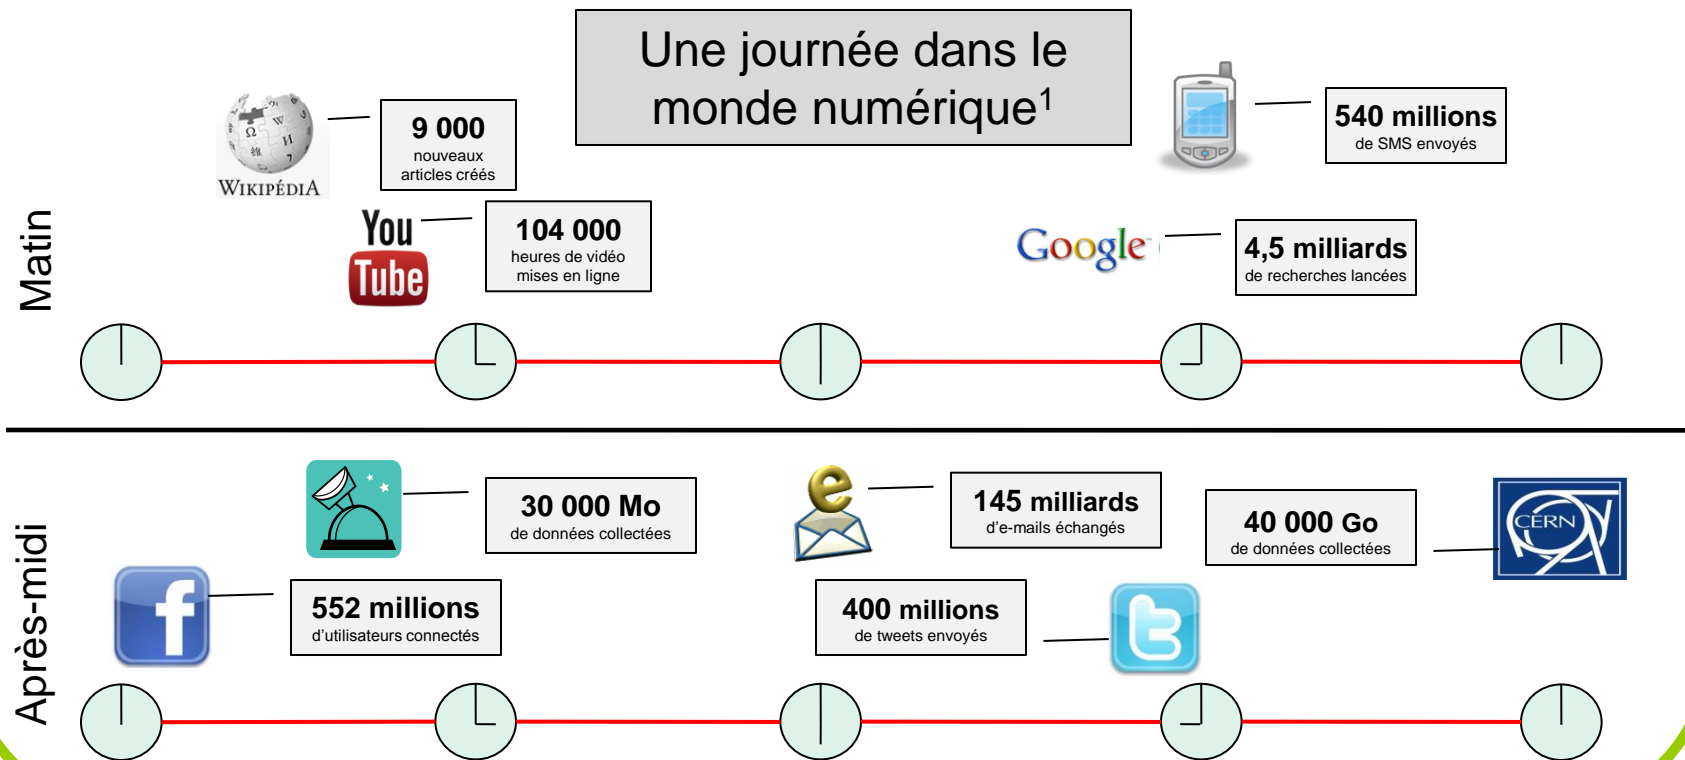 Une journée dans le
monde numérique¹
Matin
WIKIPÉDIA
9 000
nouveaux
articles créés
You
Tube
104 000
heures de vidéo
mises en ligne
540 millions
de SMS envoyés
Google
4,5 milliards
de recherches lancées
Après-midi
30 000 Mo
de données collectées
e
145 milliards
d'e-mails échangés
40 000 Go
de données collectées
CERN
f
552 millions
d'utilisateurs connectés
400 millions
de tweets envoyés
t